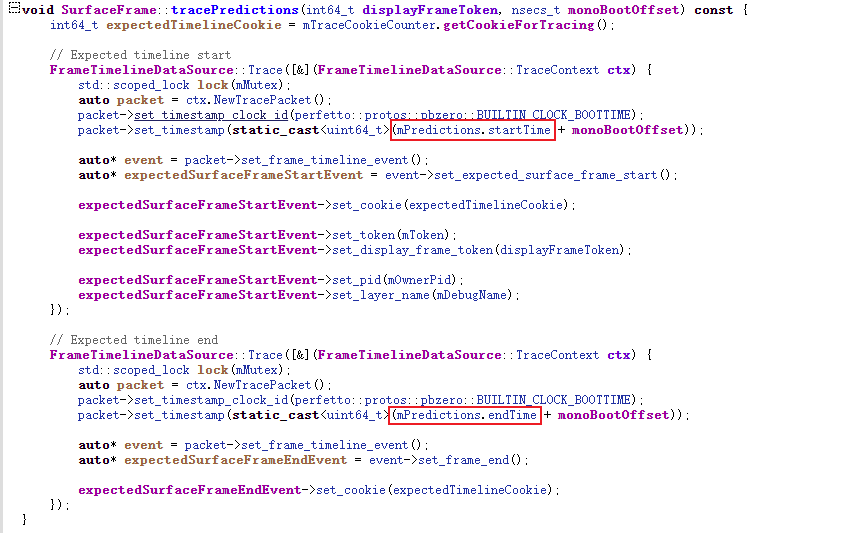 void SurfaceFrame::tracePredictions(int64_t displayFrameToken, nsecs_t monoBootOffset) const {
    int64_t expectedTimelineCookie = mTraceCookieCounter.getCookieForTracing();

    // Expected timeline start
    FrameTimelineDataSource::Trace([&](FrameTimelineDataSource::TraceContext ctx) {
        std::scoped_lock lock(mMutex);
        auto packet = ctx.NewTracePacket();
        packet->set_timestamp_clock_id(perfetto::protos::pbzero::BUILTIN_CLOCK_BOOTTIME);
        packet->set_timestamp(static_cast<uint64_t>(mPredictions.startTime + monoBootOffset));

        auto* event = packet->set_frame_timeline_event();
        auto* expectedSurfaceFrameStartEvent = event->set_expected_surface_frame_start();

        expectedSurfaceFrameStartEvent->set_cookie(expectedTimelineCookie);

        expectedSurfaceFrameStartEvent->set_token(mToken);
        expectedSurfaceFrameStartEvent->set_display_frame_token(displayFrameToken);

        expectedSurfaceFrameStartEvent->set_pid(mOwnerPid);
        expectedSurfaceFrameStartEvent->set_layer_name(mDebugName);
    });

    // Expected timeline end
    FrameTimelineDataSource::Trace([&](FrameTimelineDataSource::TraceContext ctx) {
        std::scoped_lock lock(mMutex);
        auto packet = ctx.NewTracePacket();
        packet->set_timestamp_clock_id(perfetto::protos::pbzero::BUILTIN_CLOCK_BOOTTIME);
        packet->set_timestamp(static_cast<uint64_t>(mPredictions.endTime + monoBootOffset));

        auto* event = packet->set_frame_timeline_event();
        auto* expectedSurfaceFrameEndEvent = event->set_frame_end();

        expectedSurfaceFrameEndEvent->set_cookie(expectedTimelineCookie);
    });
}